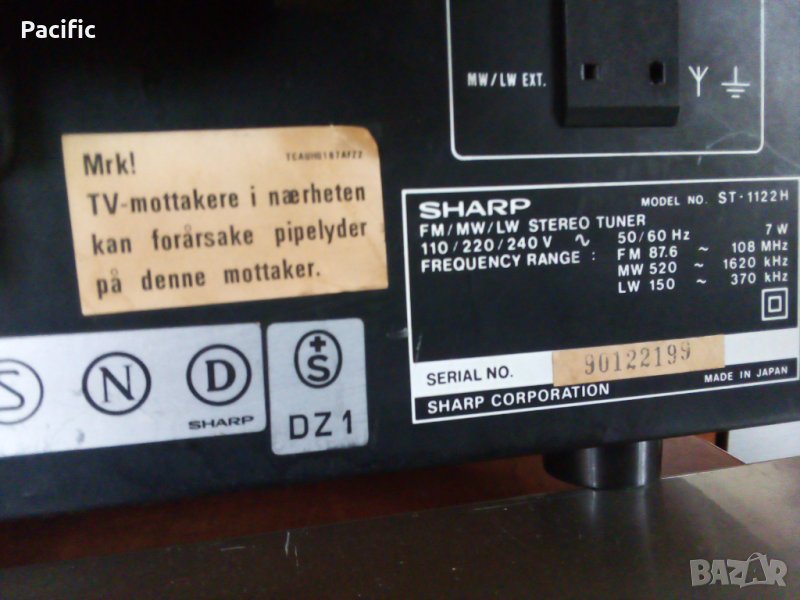 Pacific
MW/LW EXT.
Mrk! TEAUH0187AFZZ
TV-mottakere i nærheten
kan forårsake pipelyder
på denne mottaker.
SHARP MODEL NO. ST-1122H
FM/MW/LW STEREO TUNER
110/220/240 V ~ 50/60 Hz 7 W
FREQUENCY RANGE : FM 87.6 ~ 108 MHz
MW 520 ~ 1620 kHz
LW 150 ~ 370 kHz
SERIAL NO. 90122199
SHARP CORPORATION MADE IN JAPAN
S N D
SHARP
+S
DZ1
BAZAR